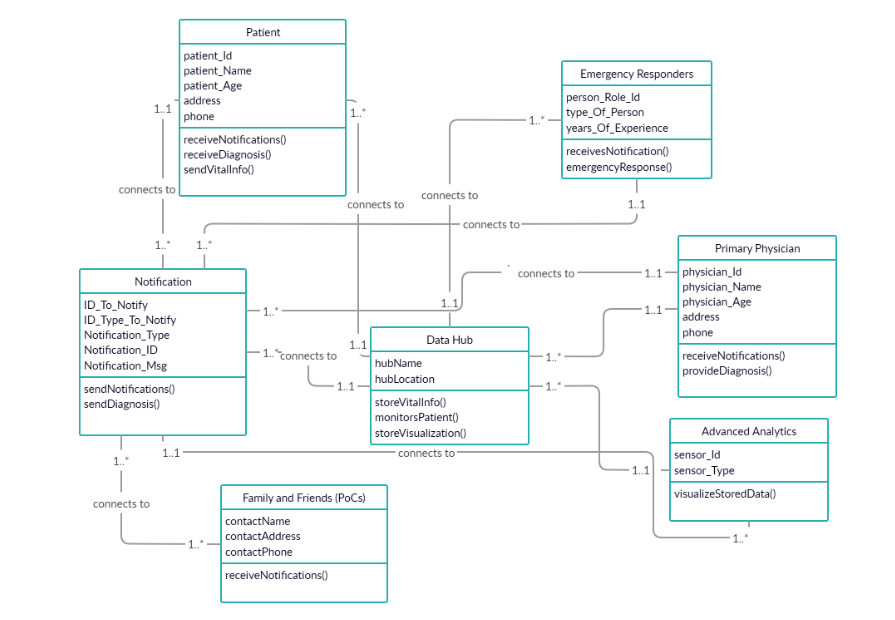 Patient
patient_Id
patient_Name
patient_Age
address
phone
receiveNotifications()
receiveDiagnosis()
sendVitalInfo()
Emergency Responders
person_Role_Id
type_Of_Person
years_Of_Experience
receivesNotification()
emergencyResponse()
1..1
1..*
1..*
connects to
connects to
connects to
1..1
connects to
1..*
1..*
Primary Physician
physician_Id
physician_Name
physician_Age
address
phone
receiveNotifications()
provideDiagnosis()
Notification
ID_To_Notify
ID_Type_To_Notify
Notification_Type
Notification_ID
Notification_Msg
sendNotifications()
sendDiagnosis()
connects to
1..1
1..1
1..*
1..1
1..1
1..*
connects to
1..1
Data Hub
hubName
hubLocation
storeVitalInfo()
monitorsPatient()
storeVisualization()
1..*
1..*
Advanced Analytics
sensor_Id
sensor_Type
visualizeStoredData()
1..1
1..*
1..1
connects to
1..*
connects to
1..*
Family and Friends (PoCs)
contactName
contactAddress
contactPhone
receiveNotifications()